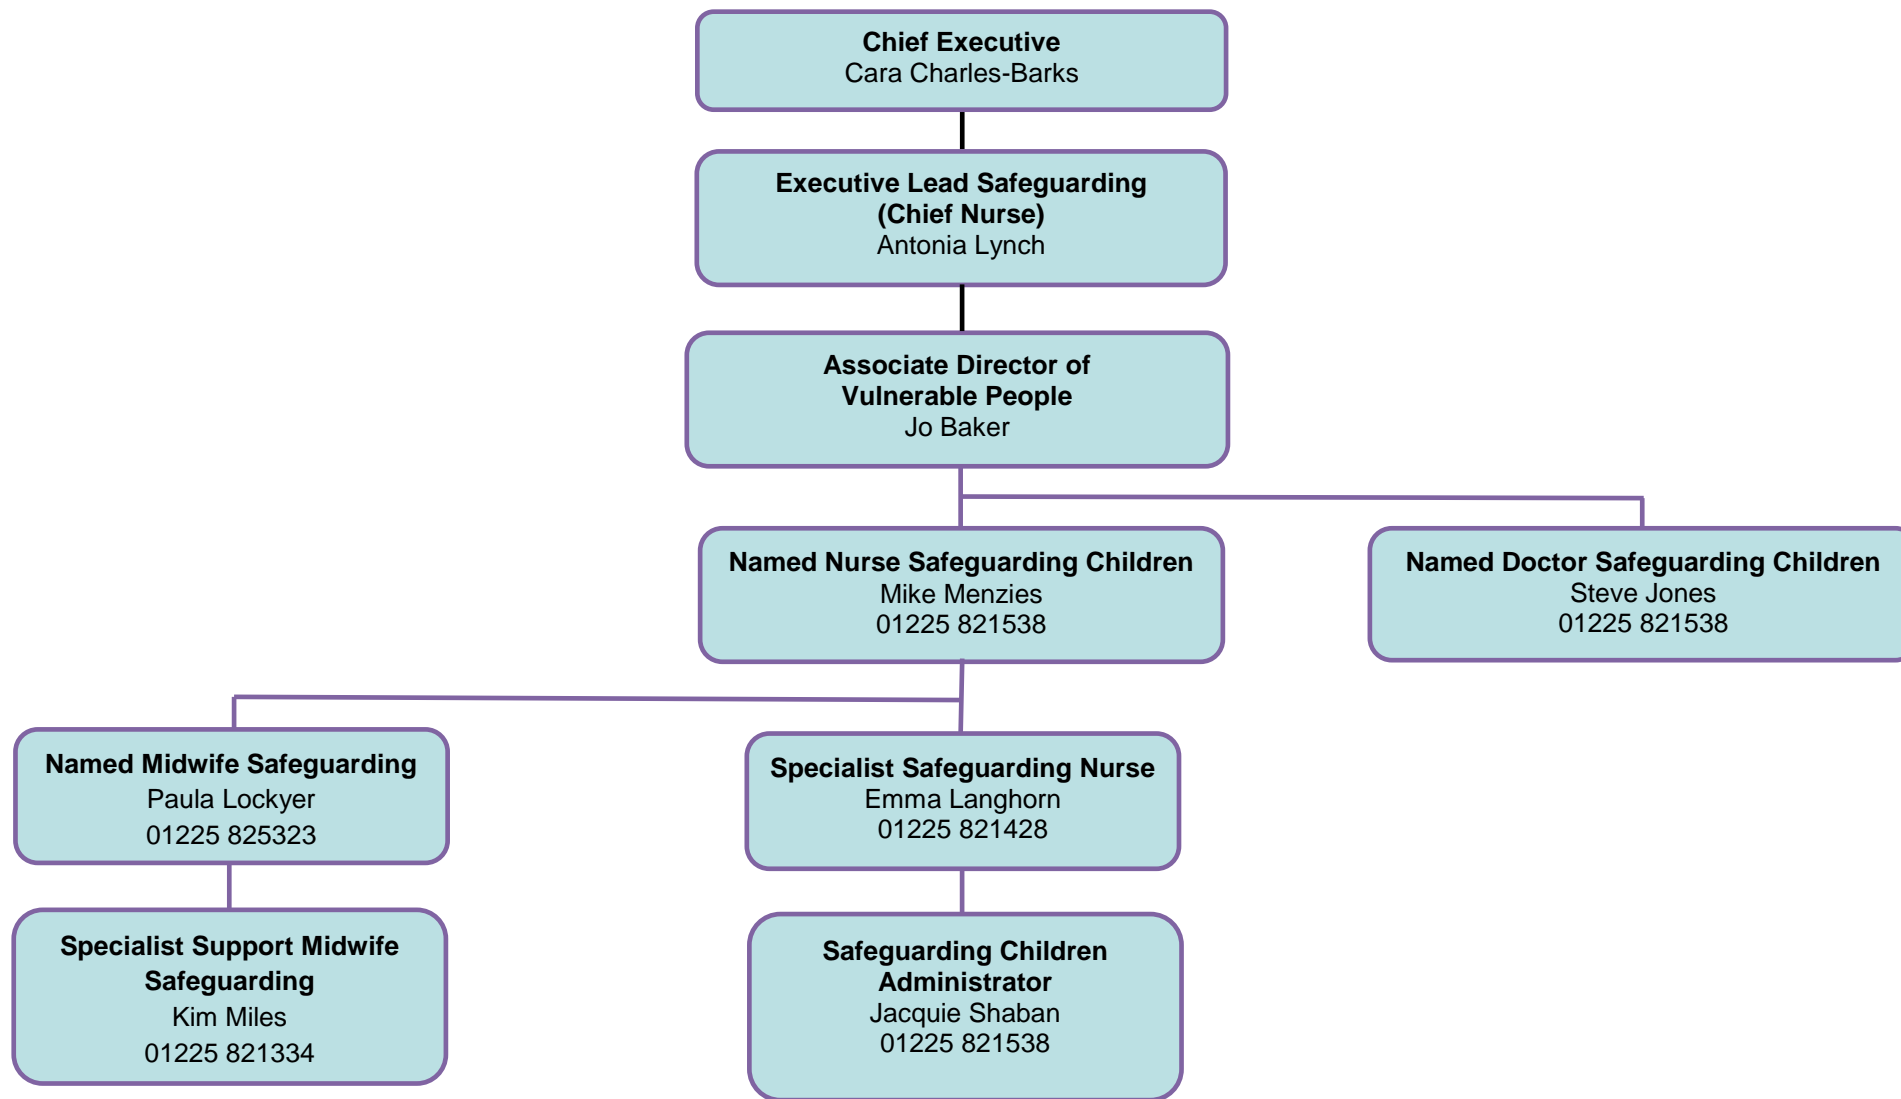 Chief Executive
Cara Charles-Barks
Executive Lead Safeguarding
(Chief Nurse)
Antonia Lynch
Associate Director of
Vulnerable People
Jo Baker
Named Nurse Safeguarding Children
Mike Menzies
01225 821538
Named Doctor Safeguarding Children
Steve Jones
01225 821538
Named Midwife Safeguarding
Paula Lockyer
01225 825323
Specialist Safeguarding Nurse
Emma Langhorn
01225 821428
Specialist Support Midwife
Safeguarding
Kim Miles
01225 821334
Safeguarding Children
Administrator
Jacquie Shaban
01225 821538